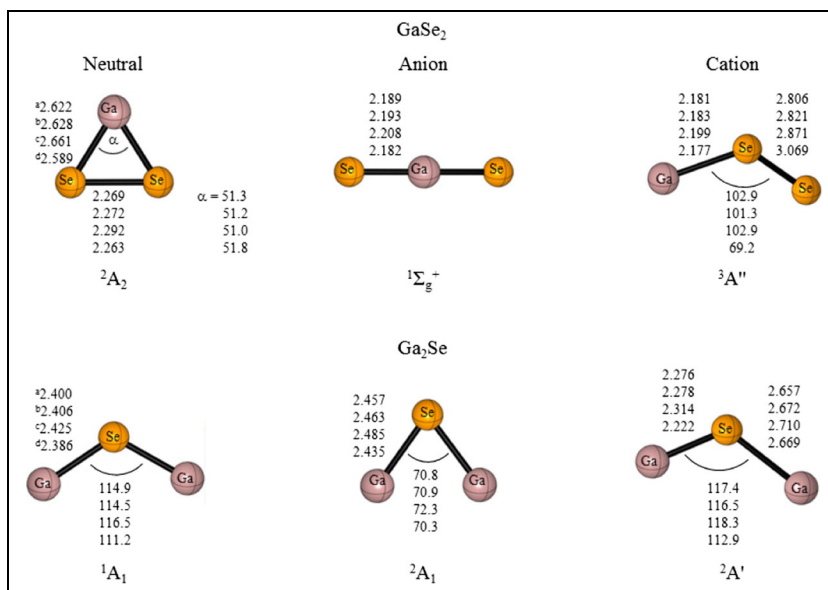 GaSe₂
Neutral Anion Cation
ᵃ2.622
ᵇ2.628
ᶜ2.661
ᵈ2.589
Ga
α
Se Se
2.269
2.272
2.292
2.263
α = 51.3
51.2
51.0
51.8
²A₂
2.189
2.193
2.208
2.182
Se Ga Se
¹Σg⁺
2.181
2.183
2.199
2.177
2.806
2.821
2.871
3.069
Se
Ga
Se
102.9
101.3
102.9
69.2
³A"
Ga₂Se
ᵃ2.400
ᵇ2.406
ᶜ2.425
ᵈ2.386
Se
Ga Ga
114.9
114.5
116.5
111.2
¹A₁
2.457
2.463
2.485
2.435
Se
Ga Ga
70.8
70.9
72.3
70.3
²A₁
2.276
2.278
2.314
2.222
2.657
2.672
2.710
2.669
Se
Ga
Ga
117.4
116.5
118.3
112.9
²A'